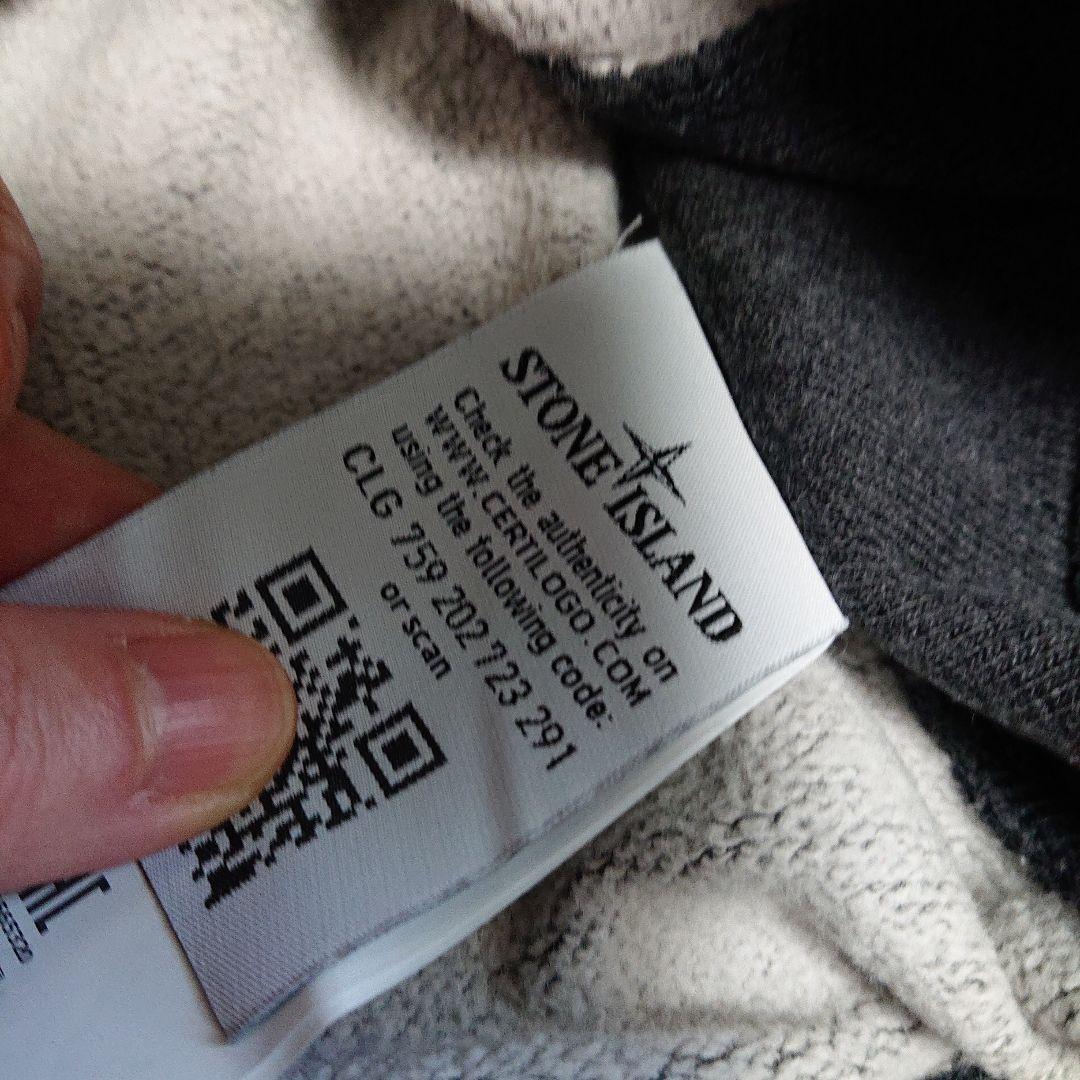 STONE ISLAND
Check the authenticity on
WWW.CERTILOGO.COM
using the following code:
CLG 759 202 723 291
or scan